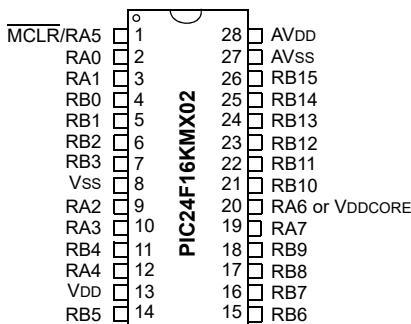 MCLR/RA5 1 28 AVDD
RA0 2 27 AVSS
RA1 3 26 RB15
RB0 4 25 RB14
RB1 5 24 RB13
RB2 6 23 RB12
RB3 7 22 RB11
VSS 8 21 RB10
RA2 9 20 RA6 or VDDCORE
RA3 10 19 RA7
RB4 11 18 RB9
RA4 12 17 RB8
VDD 13 16 RB7
RB5 14 15 RB6
PIC24F16KMX02